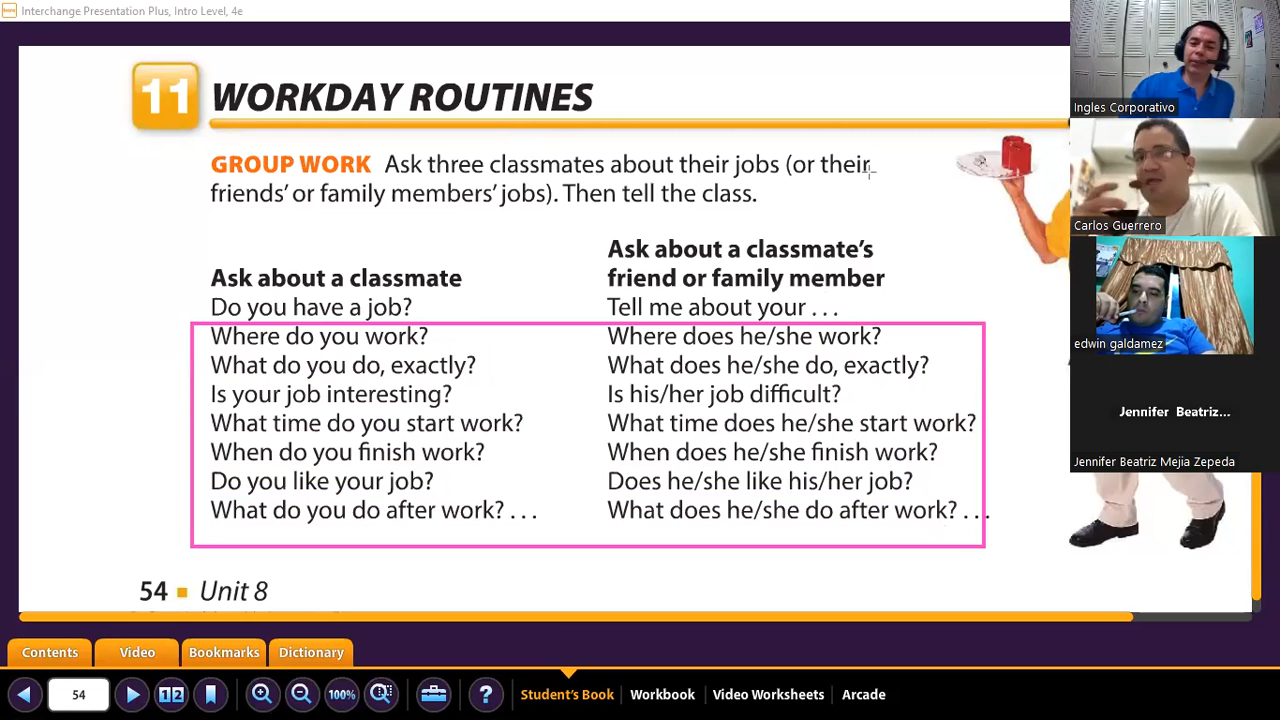 Interchange Presentation Plus, Intro Level, 4e
11 WORKDAY ROUTINES
GROUP WORK Ask three classmates about their jobs (or their
friends' or family members' jobs). Then tell the class.
Ask about a classmate
Do you have a job?
Where do you work?
What do you do, exactly?
Is your job interesting?
What time do you start work?
When do you finish work?
Do you like your job?
What do you do after work? . . .
Ask about a classmate's
friend or family member
Tell me about your . . .
Where does he/she work?
What does he/she do, exactly?
Is his/her job difficult?
What time does he/she start work?
When does he/she finish work?
Does he/she like his/her job?
What does he/she do after work? . . .
54 Unit 8
Ingles Corporativo
Carlos Guerrero
edwin galdamez
Jennifer Beatriz...
Jennifer Beatriz Mejia Zepeda
Contents Video Bookmarks Dictionary
54 12 100% ? Student's Book Workbook Video Worksheets Arcade